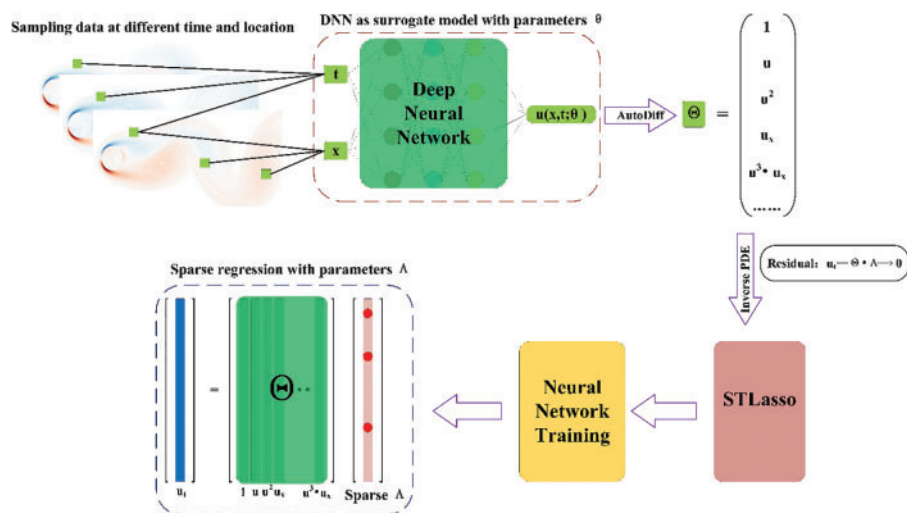 Sampling data at different time and location
DNN as surrogate model with parameters θ
t
x
Deep
Neural
Network
u(x,t;θ)
AutoDiff
Θ
=
1
u
u²
uₓ
u³• uₓ
……
Inverse PDE
Residual: uₜ— Θ • Λ—→0
Sparse regression with parameters Λ
=
Θ ··
uₜ
1 u u² uₓ u³•uₓ
Sparse Λ
Neural
Network
Training
STLasso